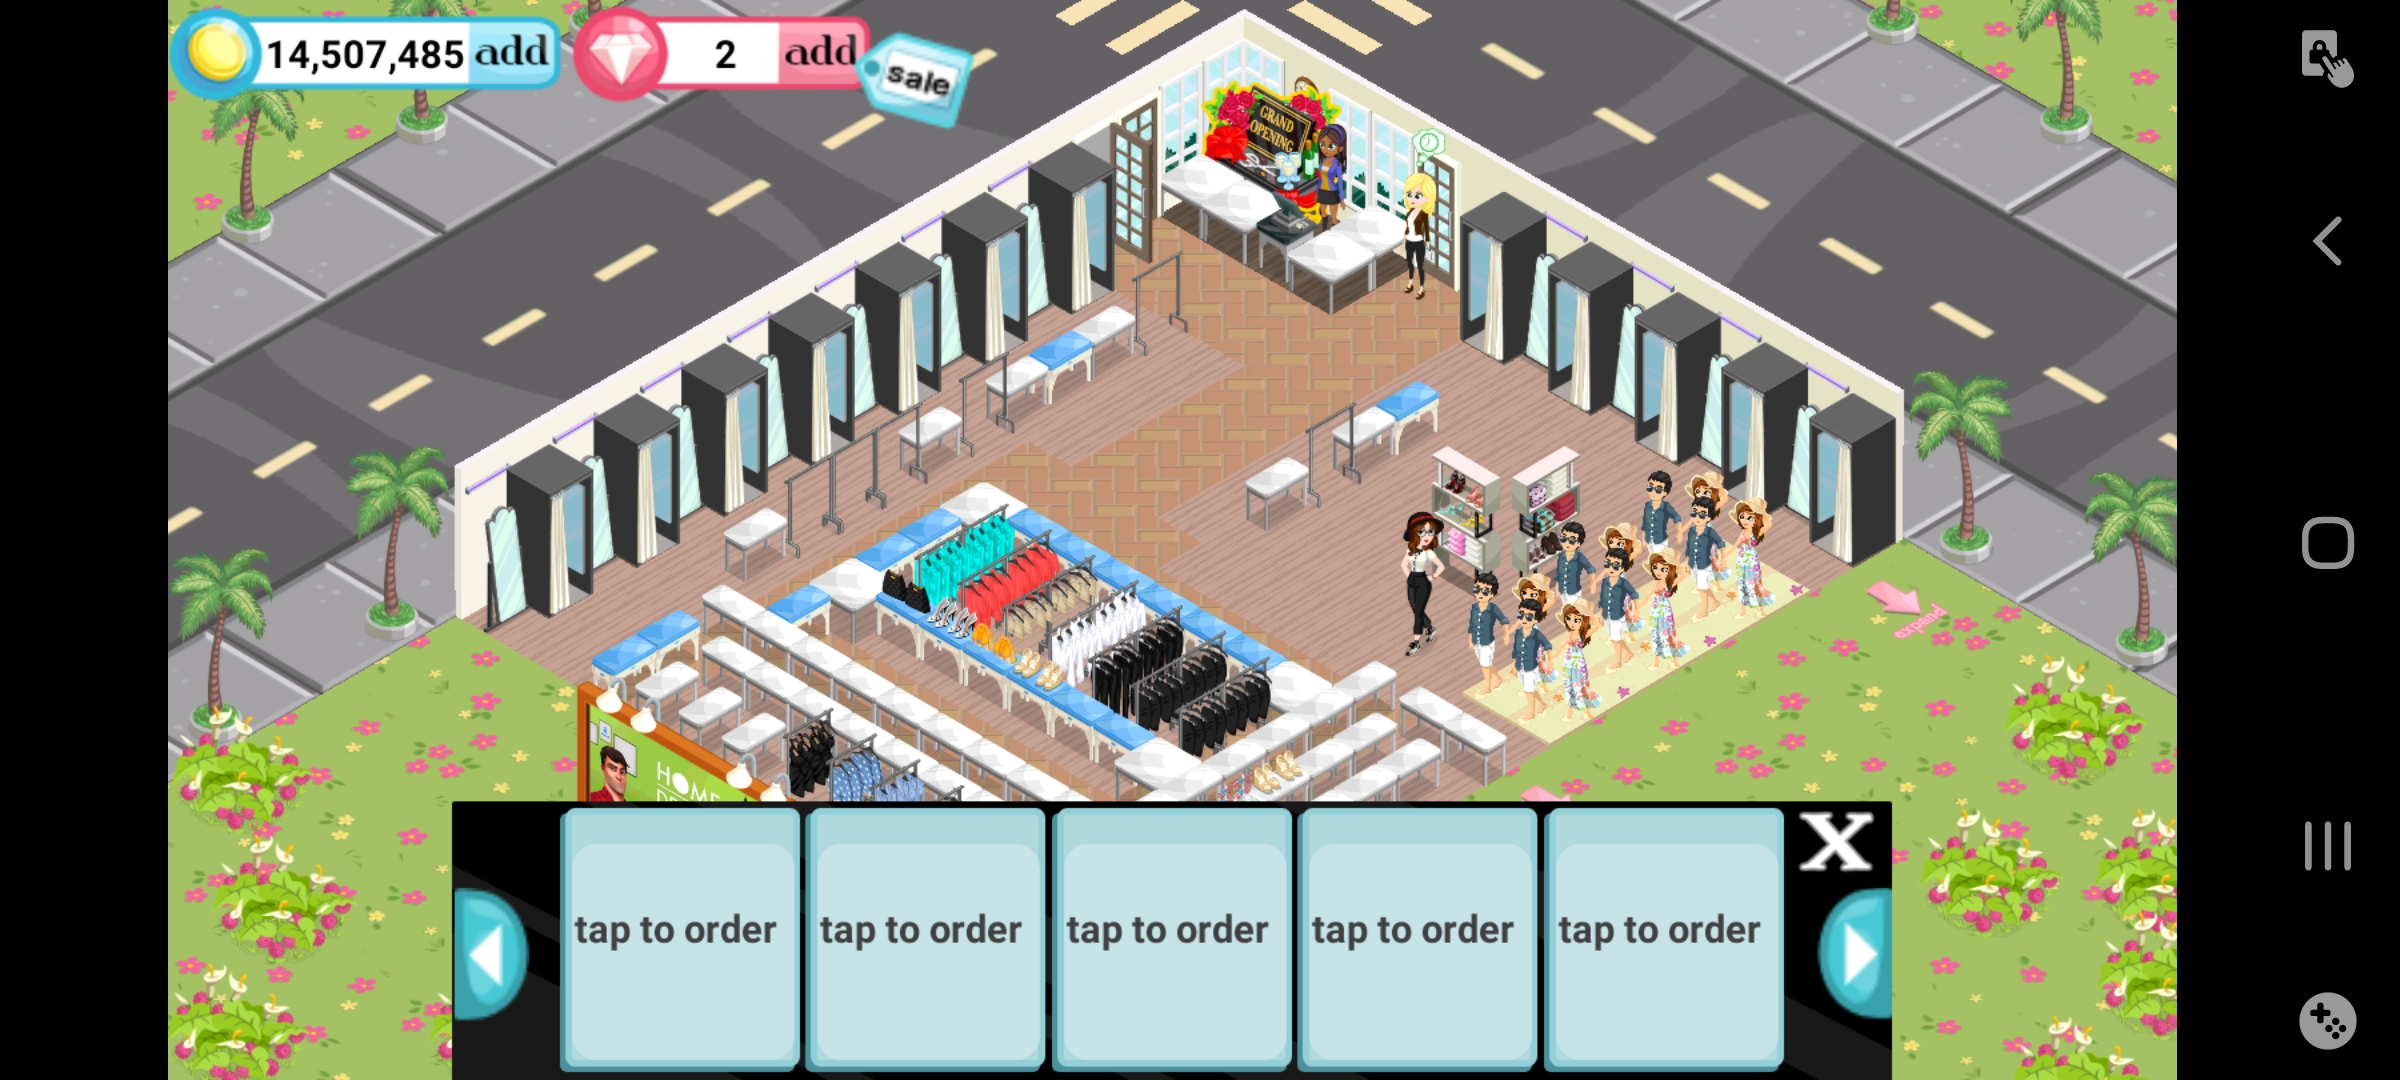 14,507,485 add
2 add
sale
GRAND
OPENING
expand
HOME
tap to order
tap to order
tap to order
tap to order
tap to order
X